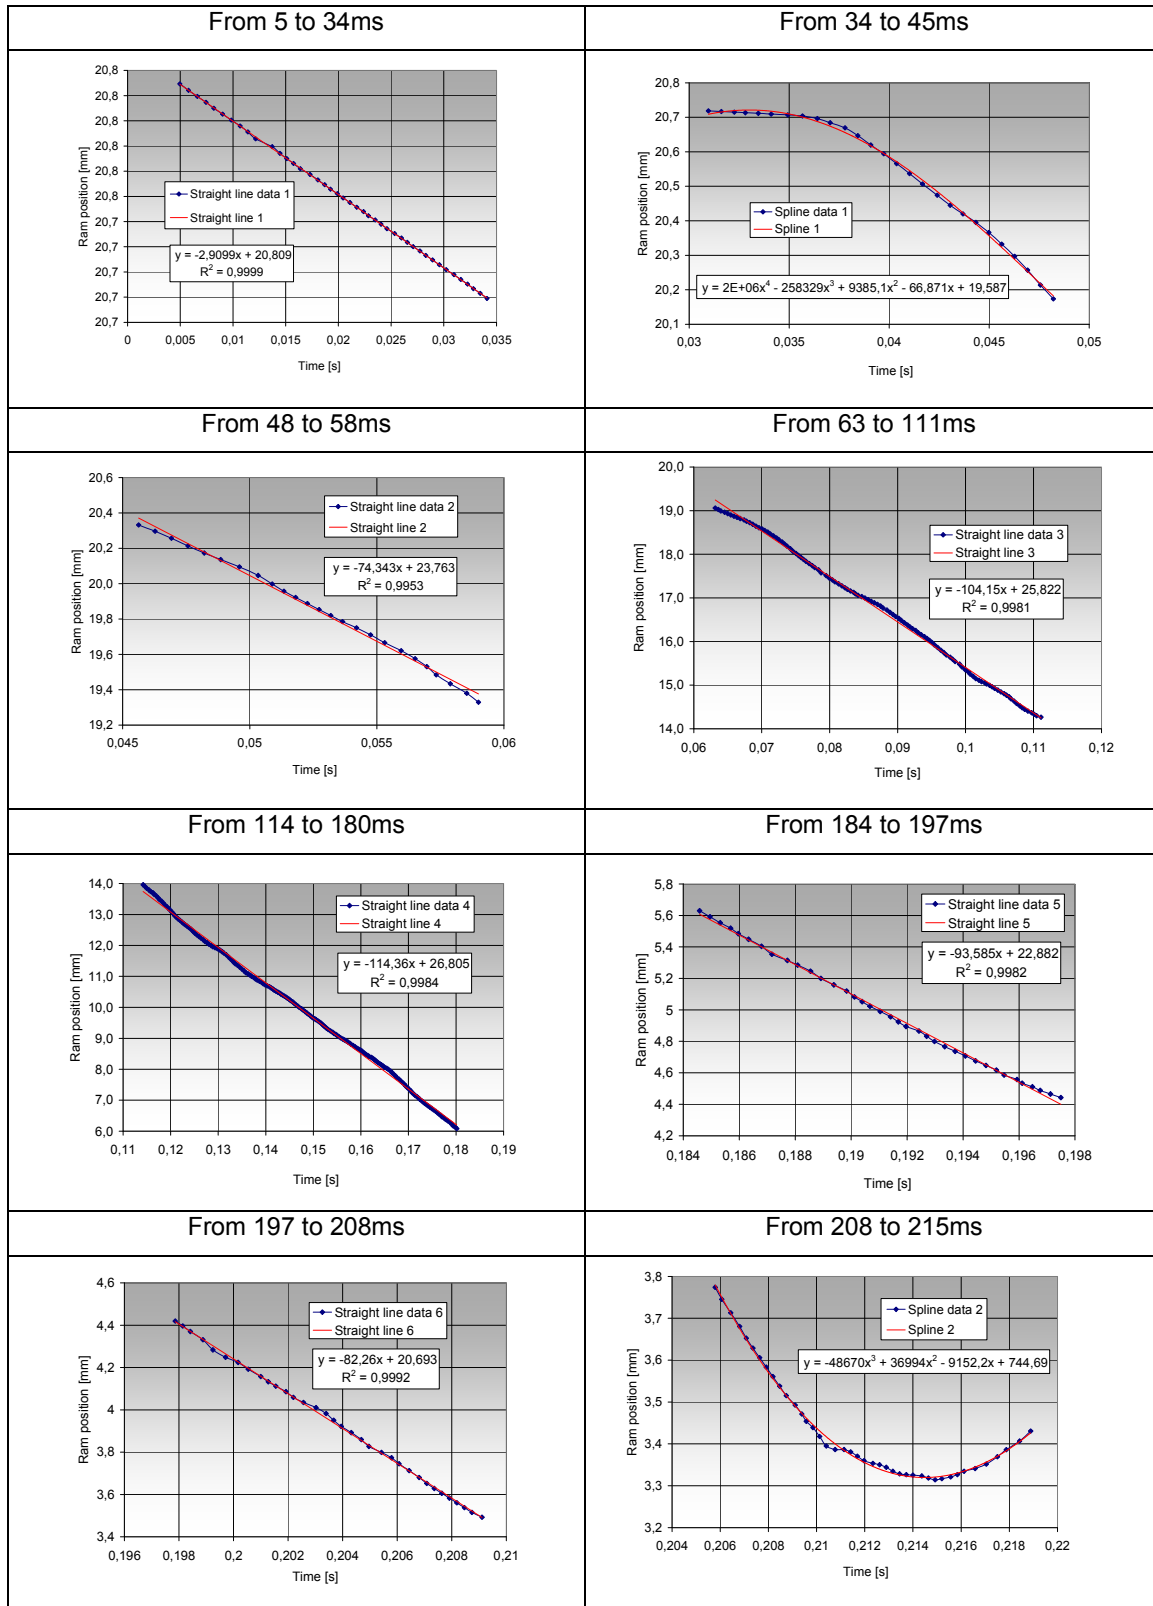 From 5 to 34ms
From 34 to 45ms
20,8
20,8
20,8
20,8
20,8
20,8
20,7
20,7
20,7
20,7
20,7
Ram position [mm]
Straight line data 1
Straight line 1
y = -2,9099x + 20,809
R² = 0,9999
0 0,005 0,01 0,015 0,02 0,025 0,03 0,035
Time [s]
20,8
20,7
20,6
20,5
20,4
20,3
20,2
20,1
Ram position [mm]
Spline data 1
Spline 1
y = 2E+06x⁴ - 258329x³ + 9385,1x² - 66,871x + 19,587
0,03 0,035 0,04 0,045 0,05
Time [s]
From 48 to 58ms
From 63 to 111ms
20,6
20,4
20,2
20,0
19,8
19,6
19,4
19,2
Ram position [mm]
Straight line data 2
Straight line 2
y = -74,343x + 23,763
R² = 0,9953
0,045 0,05 0,055 0,06
Time [s]
20,0
19,0
18,0
17,0
16,0
15,0
14,0
Ram position [mm]
Straight line data 3
Straight line 3
y = -104,15x + 25,822
R² = 0,9981
0,06 0,07 0,08 0,09 0,1 0,11 0,12
Time [s]
From 114 to 180ms
From 184 to 197ms
14,0
13,0
12,0
11,0
10,0
9,0
8,0
7,0
6,0
Ram position [mm]
Straight line data 4
Straight line 4
y = -114,36x + 26,805
R² = 0,9984
0,11 0,12 0,13 0,14 0,15 0,16 0,17 0,18 0,19
Time [s]
5,8
5,6
5,4
5,2
5
4,8
4,6
4,4
4,2
Ram position [mm]
Straight line data 5
Straight line 5
y = -93,585x + 22,882
R² = 0,9982
0,184 0,186 0,188 0,19 0,192 0,194 0,196 0,198
Time [s]
From 197 to 208ms
From 208 to 215ms
4,6
4,4
4,2
4
3,8
3,6
3,4
Ram position [mm]
Straight line data 6
Straight line 6
y = -82,26x + 20,693
R² = 0,9992
0,196 0,198 0,2 0,202 0,204 0,206 0,208 0,21
Time [s]
3,8
3,7
3,6
3,5
3,4
3,3
3,2
Ram position [mm]
Spline data 2
Spline 2
y = -48670x³ + 36994x² - 9152,2x + 744,69
0,204 0,206 0,208 0,21 0,212 0,214 0,216 0,218 0,22
Time [s]